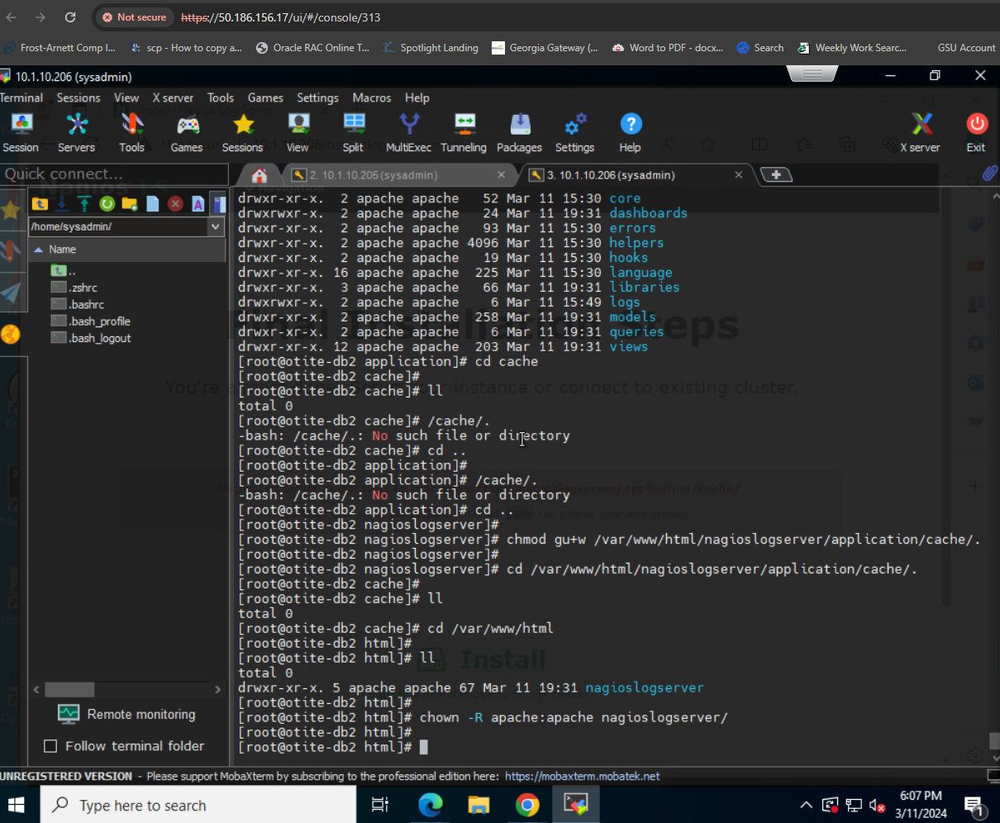 Not secure https://50.186.156.17/ui/#/console/313
Frost-Arnett Comp I... scp - How to copy a... Oracle RAC Online T... Spotlight Landing Georgia Gateway (... Word to PDF - docx... Search Weekly Work Searc... GSU Account
10.1.10.206 (sysadmin)
Terminal Sessions View X server Tools Games Settings Macros Help
Session Servers Tools Games Sessions View Split MultiExec Tunneling Packages Settings Help X server Exit
Quick connect...
2. 10.1.10.206 (sysadmin)
3. 10.1.10.206 (sysadmin)
/home/sysadmin/
Name
..
.zshrc
.bashrc
.bash_profile
.bash_logout
Remote monitoring
Follow terminal folder
drwxr-xr-x. 2 apache apache 52 Mar 11 15:30 core
drwxrwxr-x. 2 apache apache 24 Mar 11 19:31 dashboards
drwxr-xr-x. 2 apache apache 93 Mar 11 15:30 errors
drwxr-xr-x. 2 apache apache 4096 Mar 11 15:30 helpers
drwxr-xr-x. 2 apache apache 19 Mar 11 15:30 hooks
drwxr-xr-x. 16 apache apache 225 Mar 11 15:30 language
drwxr-xr-x. 3 apache apache 66 Mar 11 19:31 libraries
drwxrwxr-x. 2 apache apache 6 Mar 11 15:49 logs
drwxr-xr-x. 2 apache apache 258 Mar 11 19:31 models
drwxr-xr-x. 2 apache apache 6 Mar 11 19:31 queries
drwxr-xr-x. 12 apache apache 203 Mar 11 19:31 views
[root@otite-db2 application]# cd cache
[root@otite-db2 cache]#
[root@otite-db2 cache]# ll
total 0
[root@otite-db2 cache]# /cache/.
-bash: /cache/.: No such file or directory
[root@otite-db2 cache]# cd ..
[root@otite-db2 application]#
[root@otite-db2 application]# /cache/.
-bash: /cache/.: No such file or directory
[root@otite-db2 application]# cd ..
[root@otite-db2 nagioslogserver]#
[root@otite-db2 nagioslogserver]# chmod gu+w /var/www/html/nagioslogserver/application/cache/.
[root@otite-db2 nagioslogserver]#
[root@otite-db2 nagioslogserver]# cd /var/www/html/nagioslogserver/application/cache/.
[root@otite-db2 cache]#
[root@otite-db2 cache]# ll
total 0
[root@otite-db2 cache]# cd /var/www/html
[root@otite-db2 html]#
[root@otite-db2 html]# ll
total 0
drwxr-xr-x. 5 apache apache 67 Mar 11 19:31 nagioslogserver
[root@otite-db2 html]#
[root@otite-db2 html]# chown -R apache:apache nagioslogserver/
[root@otite-db2 html]#
[root@otite-db2 html]#
Install
UNREGISTERED VERSION - Please support MobaXterm by subscribing to the professional edition here: https://mobaxterm.mobatek.net
Type here to search
6:07 PM
3/11/2024
1